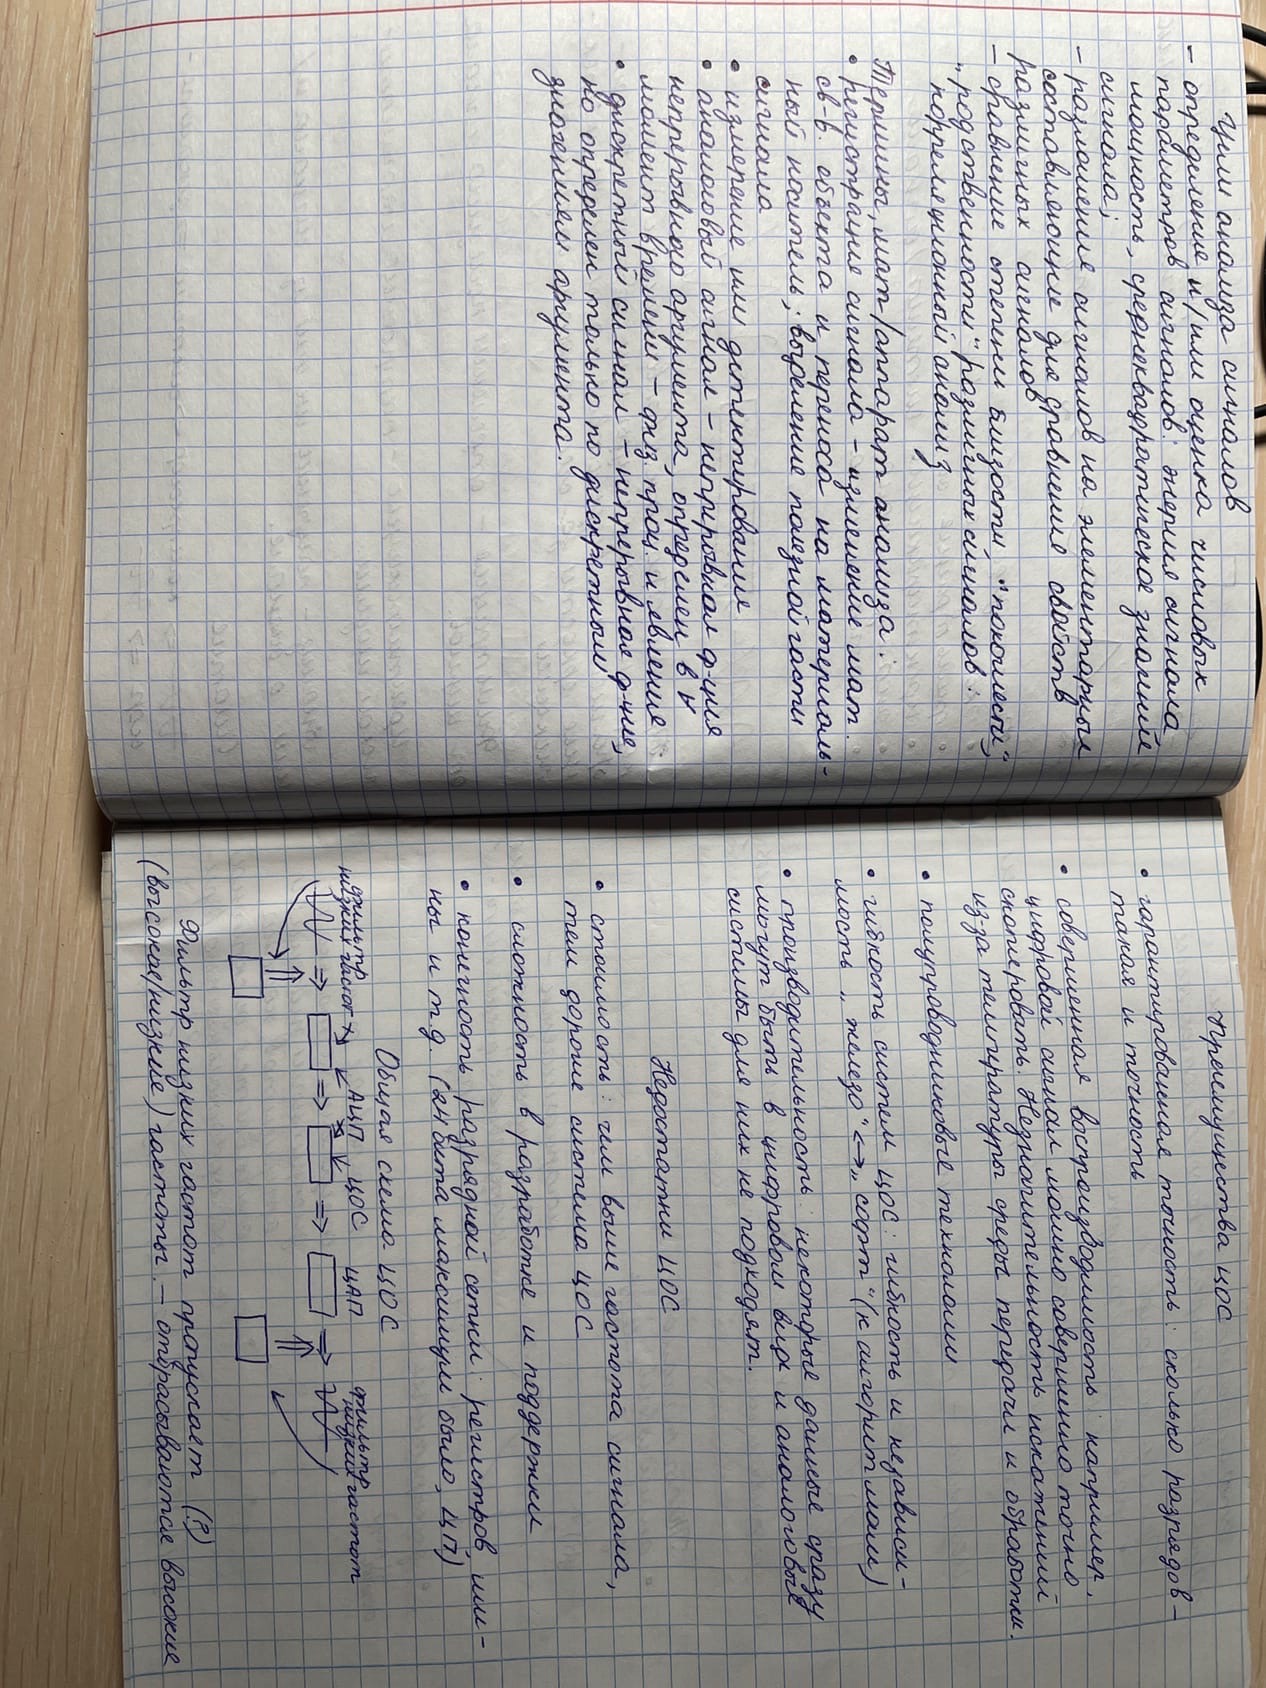 Цели анализа сигналов
– определение и/или оценка числовых
параметров сигналов: энергия сигнала,
мощность, среднеквадратическое значение
сигнала;
– разложение сигналов на элементарные
составляющие для сравнения свойств
различных сигналов
– сравнение степени близости, "похожести",
„родственности" различных сигналов:
корреляционный анализ
Термины, мат/аппарат анализа:
• регистрация сигнала – изменение мат.
св-в. объекта и переноса на материаль-
ный носитель; выделение полезной части
сигнала
• измерение или детектирование
• аналоговый сигнал – непрерывная ф-ция
непрерывного аргумента, определен в ∀
момент времени – физ. проц. и явления
• дискретный сигнал – непрерывная ф-ция,
но определен только по дискретным
значениям аргумента.
Преимущества ЦОС
• гарантированная точность: сколько разрядов –
такая и точность
• совершенная воспроизводимость: например,
цифровой сигнал можно совершенно точно
скопировать. Незначительность искажений
из-за температуры среды передачи и обработки.
• полупроводниковые технологии
• гибкость систем ЦОС: гибкость и независи-
мость „железо" ↔ „софт" (к алгоритмам)
• производительность: некоторые данные сразу
могут быть в цифровом виде и аналоговые
системы для них не подходят.
Недостатки ЦОС
• стоимость: чем выше частота сигнала,
тем дороже система ЦОС
• сложность в разработке и поддержки
• конечность разрядной сетки: регистров, ши-
ны и т.д. (24 бита максимум было, ЦП)
Общая схема ЦОС
фильтр
низких частот
АЦП ЦОС ЦАП
фильтр
низких частот
Фильтр низких частот пропускает (?)
(высокие/низкие) частоты. – отбрасываются высокие